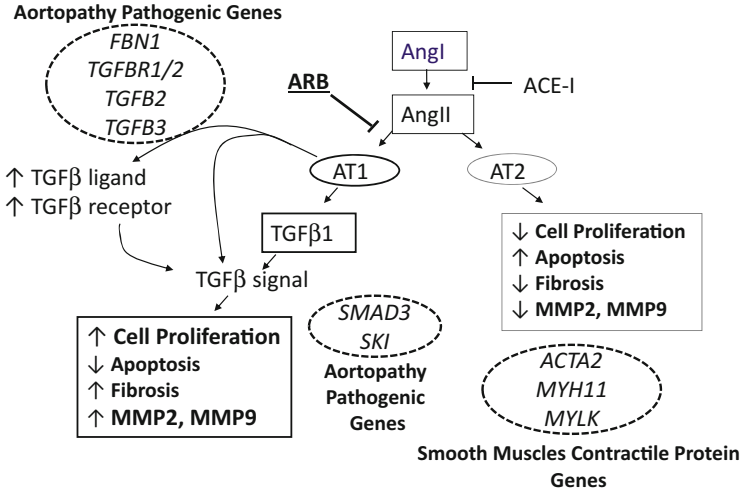 Aortopathy Pathogenic Genes
FBN1
TGFBR1/2
TGFB2
TGFB3
AngI
ARB
ACE-I
AngII
AT1
AT2
↑ TGFβ ligand
↑ TGFβ receptor
TGFβ1
TGFβ signal
↓ Cell Proliferation
↑ Apoptosis
↓ Fibrosis
↓ MMP2, MMP9
↑ Cell Proliferation
↓ Apoptosis
↑ Fibrosis
↑ MMP2, MMP9
SMAD3
SKI
Aortopathy
Pathogenic
Genes
ACTA2
MYH11
MYLK
Smooth Muscles Contractile Protein
Genes